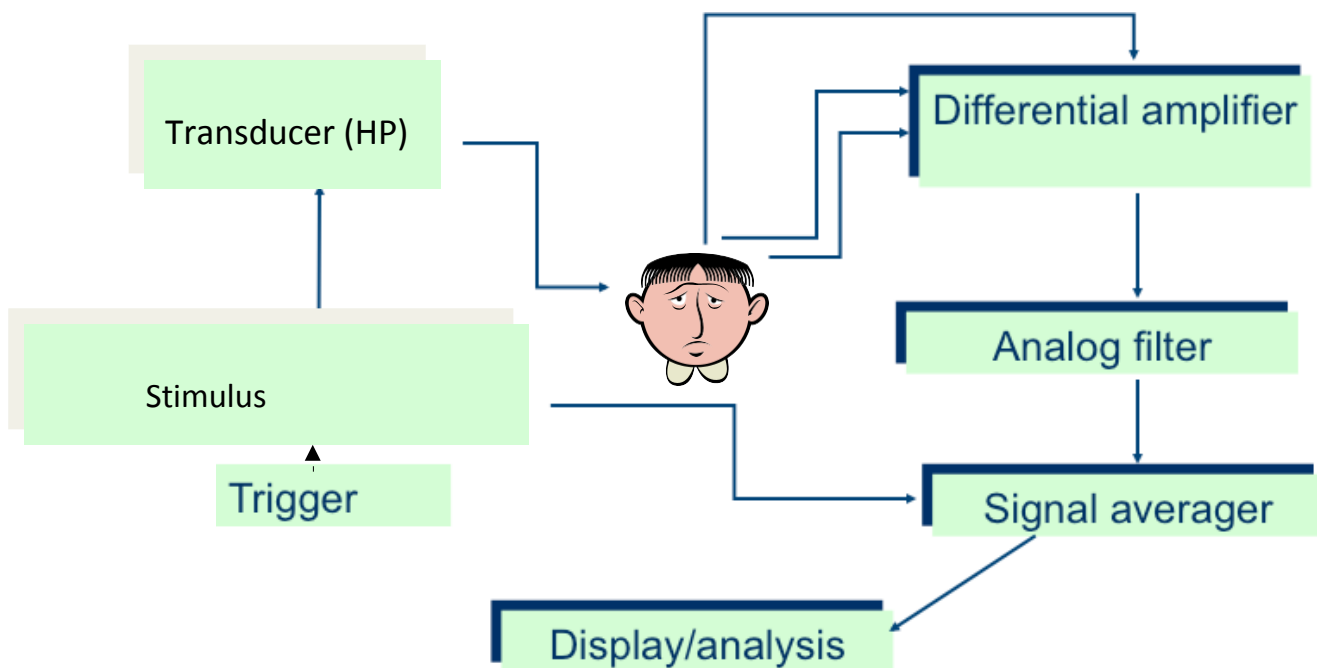 Transducer (HP)
Differential amplifier
Analog filter
Stimulus
Trigger
Signal averager
Display/analysis